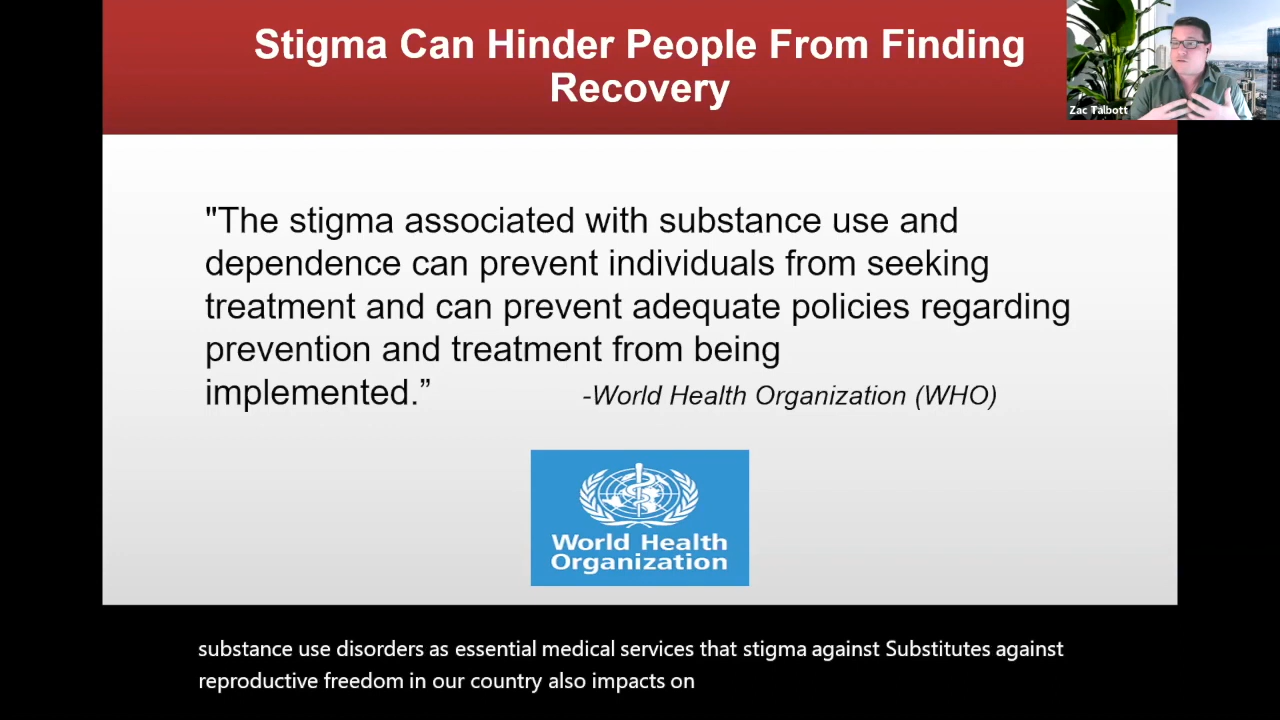 Stigma Can Hinder People From Finding
Recovery
Zac Talbott
"The stigma associated with substance use and
dependence can prevent individuals from seeking
treatment and can prevent adequate policies regarding
prevention and treatment from being
implemented.” -World Health Organization (WHO)
World Health
Organization
substance use disorders as essential medical services that stigma against Substitutes against
reproductive freedom in our country also impacts on